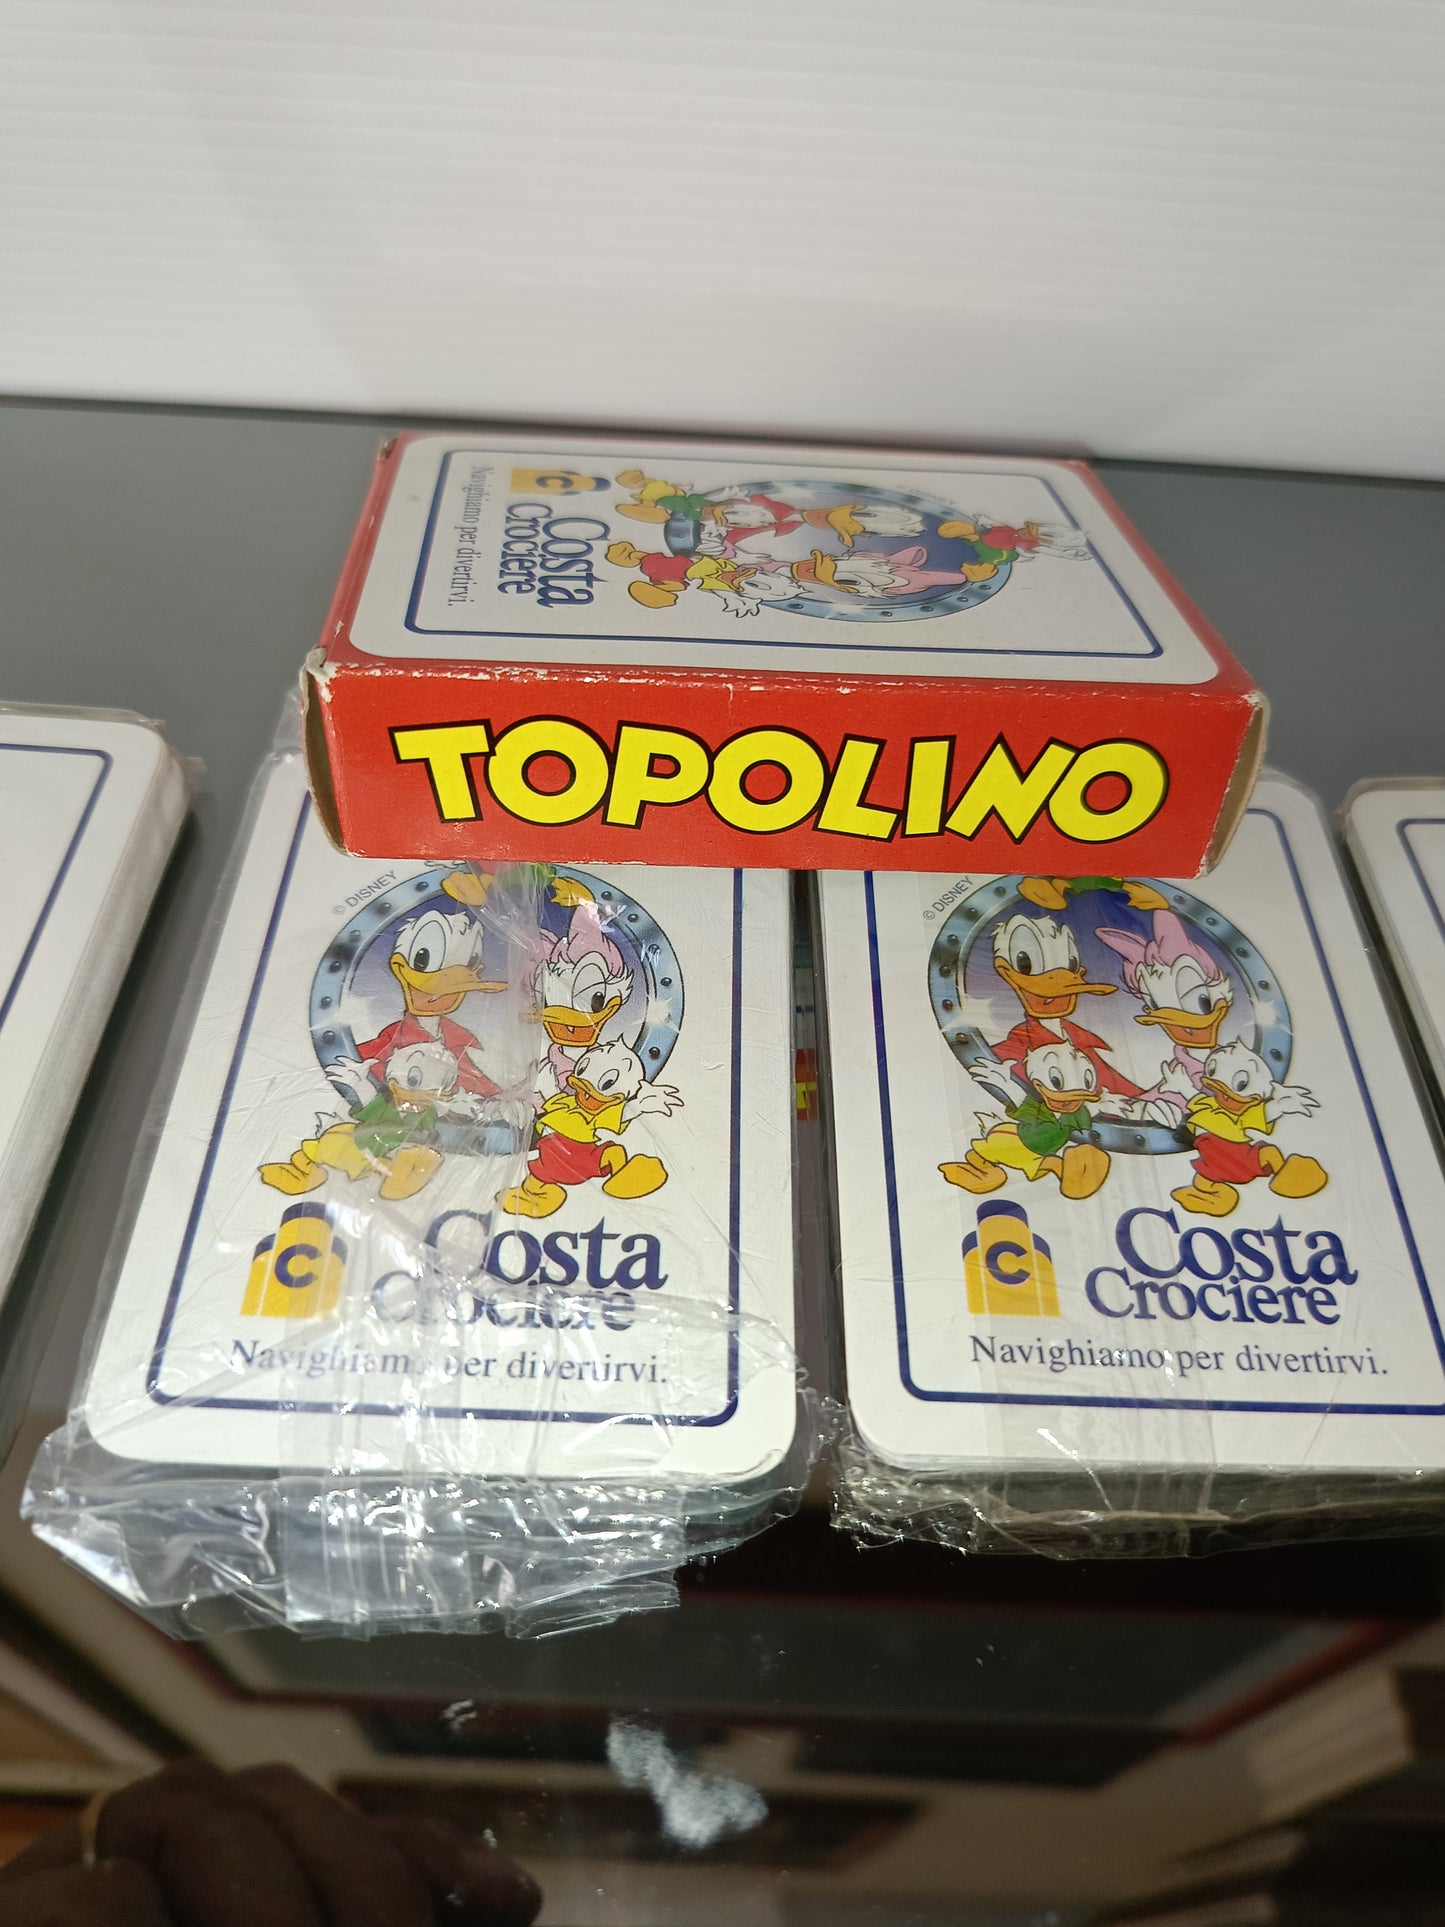 © DISNEY
C
Costa
Crociere
Navighiamo per divertirvi.
TOPOLINO
© DISNEY
C
Costa
Crociere
Navighiamo per divertirvi.
© DISNEY
C
Costa
Crociere
Navighiamo per divertirvi.